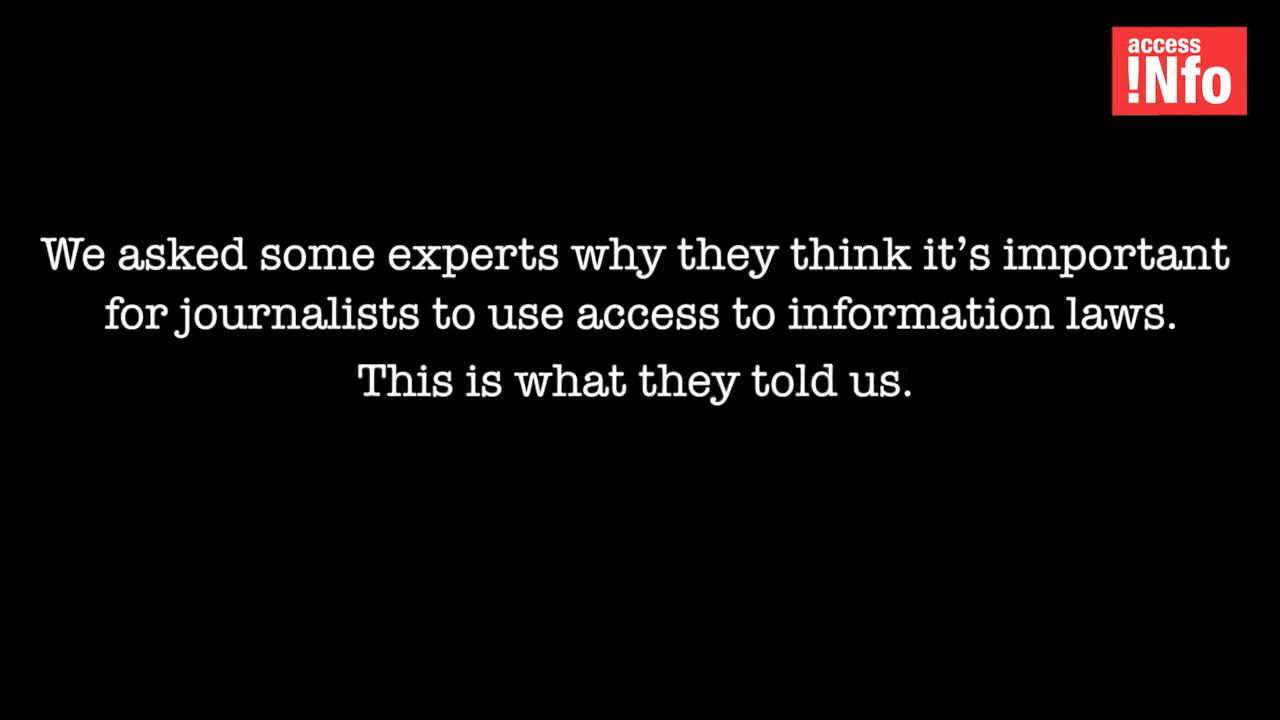 access
!Nfo
We asked some experts why they think it's important
for journalists to use access to information laws.
This is what they told us.